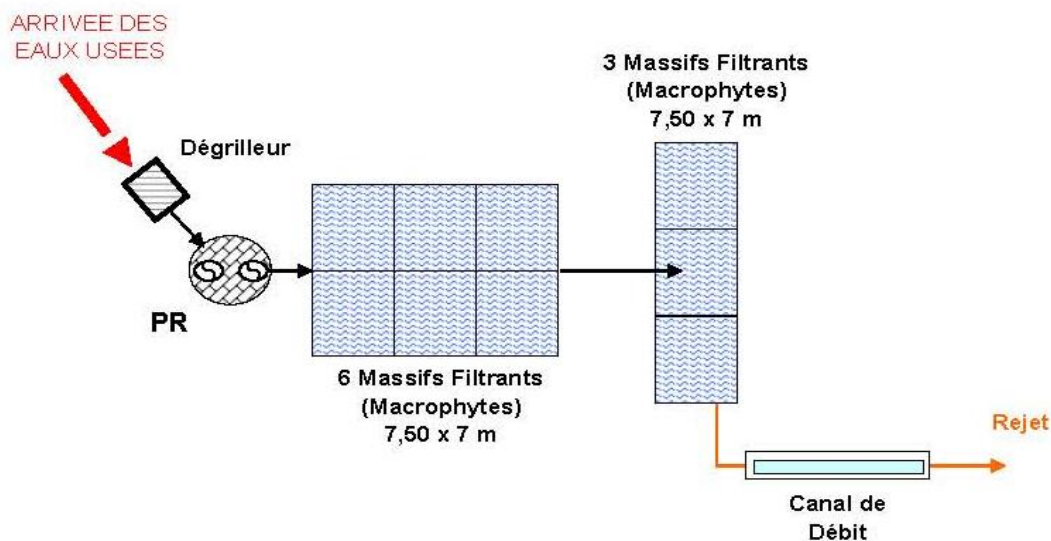 ARRIVEE DES
EAUX USEES
Dégrilleur
PR
6 Massifs Filtrants
(Macrophytes)
7,50 x 7 m
3 Massifs Filtrants
(Macrophytes)
7,50 x 7 m
Canal de
Débit
Rejet